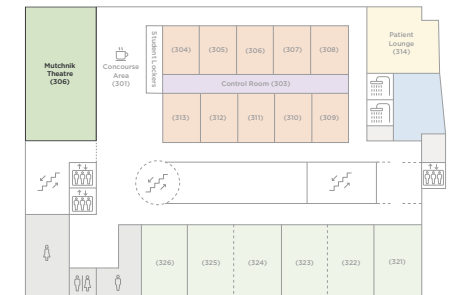 Mutchnik
Theatre
(306)
Concourse
Area
(301)
Student Lockers
(304)
(305)
(306)
(307)
(308)
Control Room (303)
(313)
(312)
(311)
(310)
(309)
Patient
Lounge
(314)
(326)
(325)
(324)
(323)
(322)
(321)